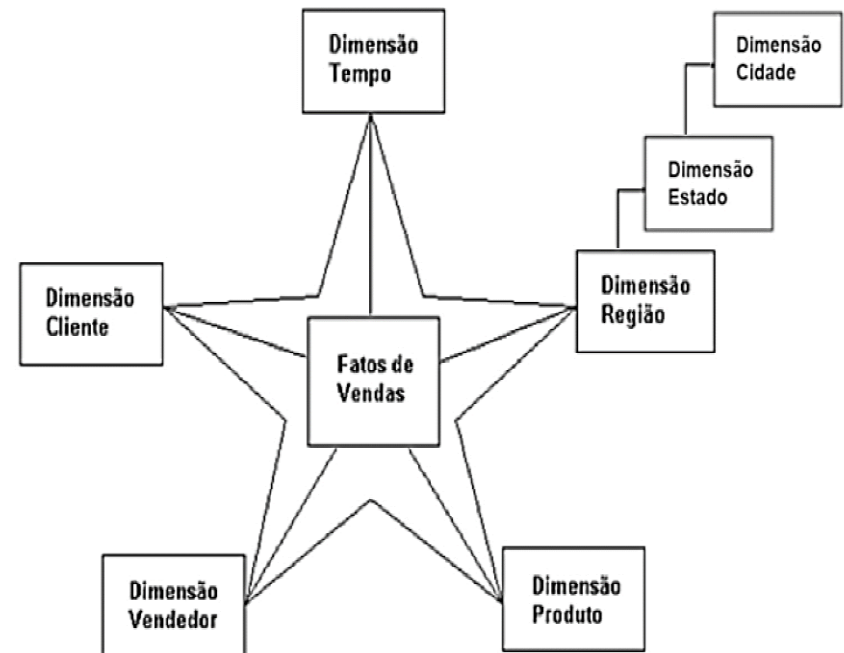 Dimensão
Tempo
Dimensão
Cidade
Dimensão
Estado
Dimensão
Região
Dimensão
Cliente
Fatos de
Vendas
Dimensão
Vendedor
Dimensão
Produto